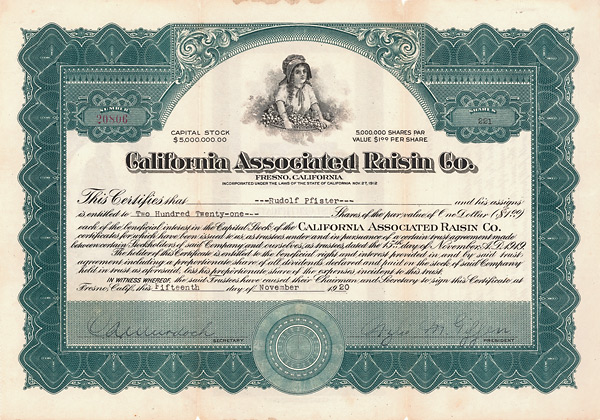 NUMBER
20806
SHARES
221
CAPITAL STOCK
$5,000,000.00
5,000,000 SHARES PAR
VALUE $1.00 PER SHARE
California Associated Raisin Co.
FRESNO, CALIFORNIA
INCORPORATED UNDER THE LAWS OF THE STATE OF CALIFORNIA NOV. 27, 1912
This Certifies that ---Rudolf Pfister--- and his assigns
is entitled to Two Hundred Twenty-one--- Shares of the par value of One Dollar ($1.00)
each of the beneficial interest in the Capital Stock of the CALIFORNIA ASSOCIATED RAISIN CO.
certificates for which have been issued to us, as trustees under and in pursuance of a certain trust agreement made
between certain Stockholders of said Company and ourselves, as trustees, dated the 15th day of November, A.D. 1919.
The holder of this Certificate is entitled to the beneficial rights and interest provided in and by said trust
agreement including a proportionate share of all dividends declared and paid on the stock of said Company
held in trust as aforesaid, less his proportionate share of the expenses incident to this trust.
IN WITNESS WHEREOF, the said Trustees have caused their Chairman and Secretary to sign this Certificate at
Fresno, Calif., this Fifteenth day of November 1920
SECRETARY
PRESIDENT